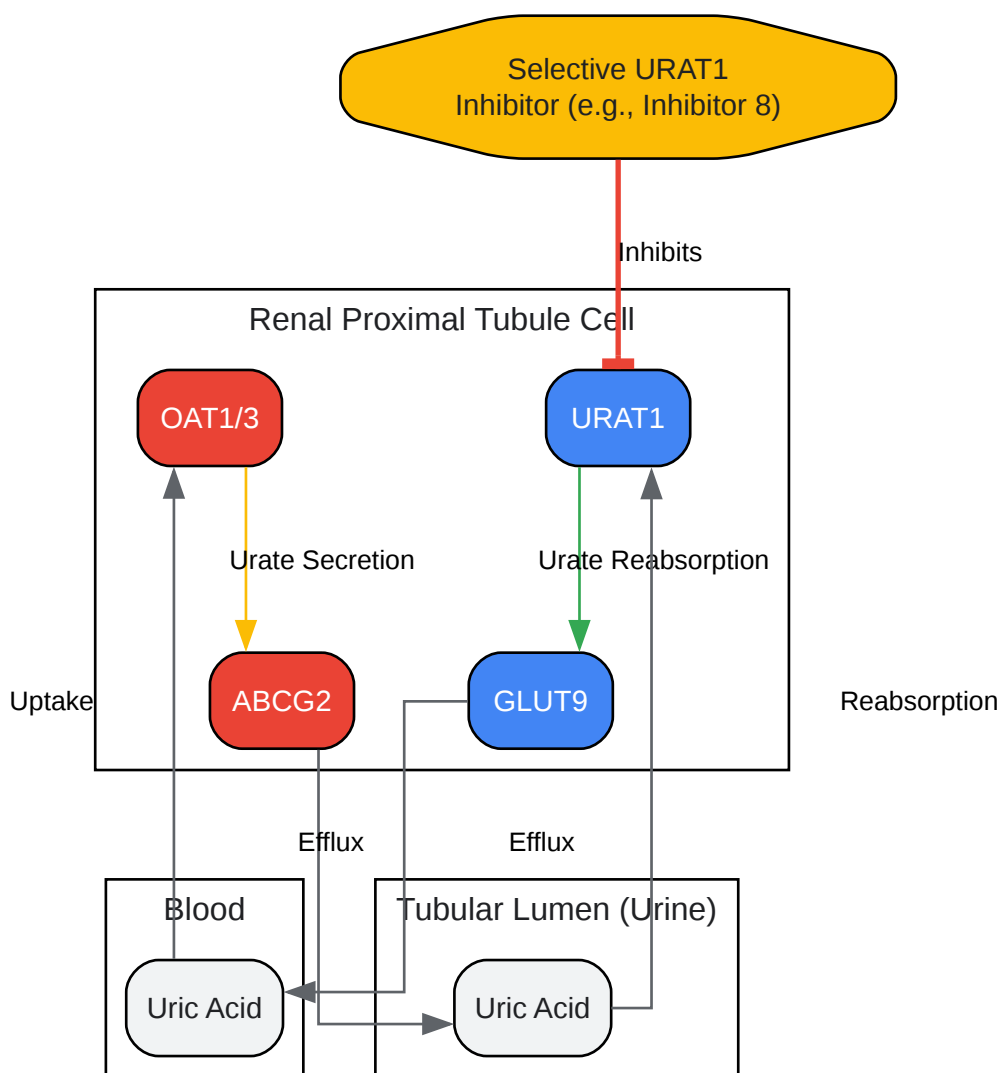 Selective URAT1
Inhibitor (e.g., Inhibitor 8)
Inhibits
Renal Proximal Tubule Cell
OAT1/3
URAT1
Urate Secretion
Urate Reabsorption
Uptake
ABCG2
GLUT9
Reabsorption
Efflux
Efflux
Blood
Tubular Lumen (Urine)
Uric Acid
Uric Acid